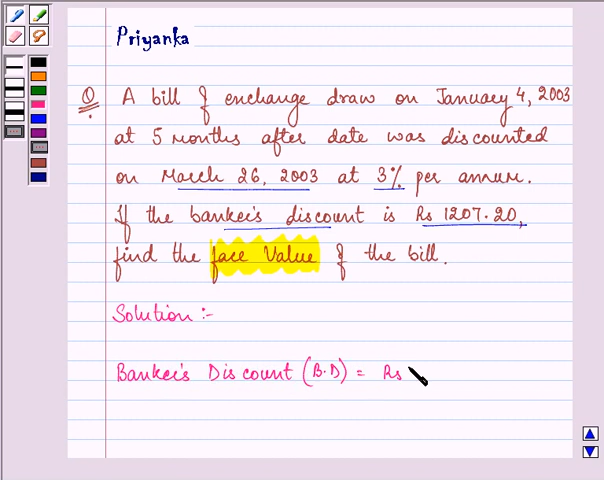 Priyanka
Q A bill of exchange draw on January 4, 2003
at 5 months after date was discounted
on March 26, 2003 at 3% per annum.
If the banker's discount is Rs 1207.20,
find the face Value of the bill.
Solution :-
Banker's Discount (B.D) = Rs